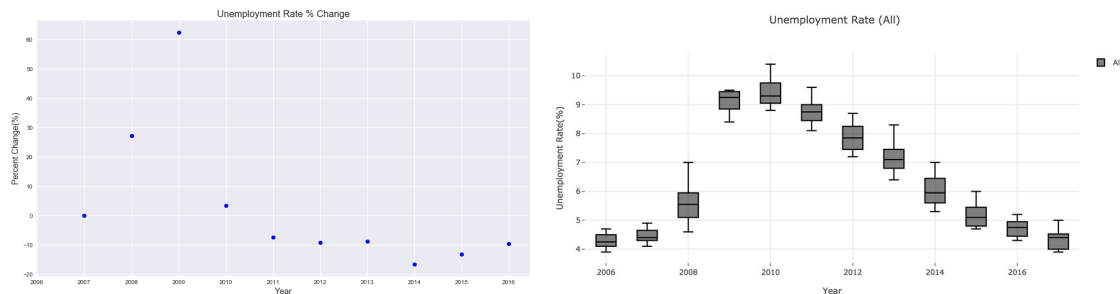 Unemployment Rate % Change
Percent Change(%)
60
50
40
30
20
10
0
−10
−20
2006 2007 2008 2009 2010 2011 2012 2013 2014 2015 2016
Year
Unemployment Rate (All)
Unemployment Rate(%)
10
9
8
7
6
5
4
2006 2008 2010 2012 2014 2016
Year